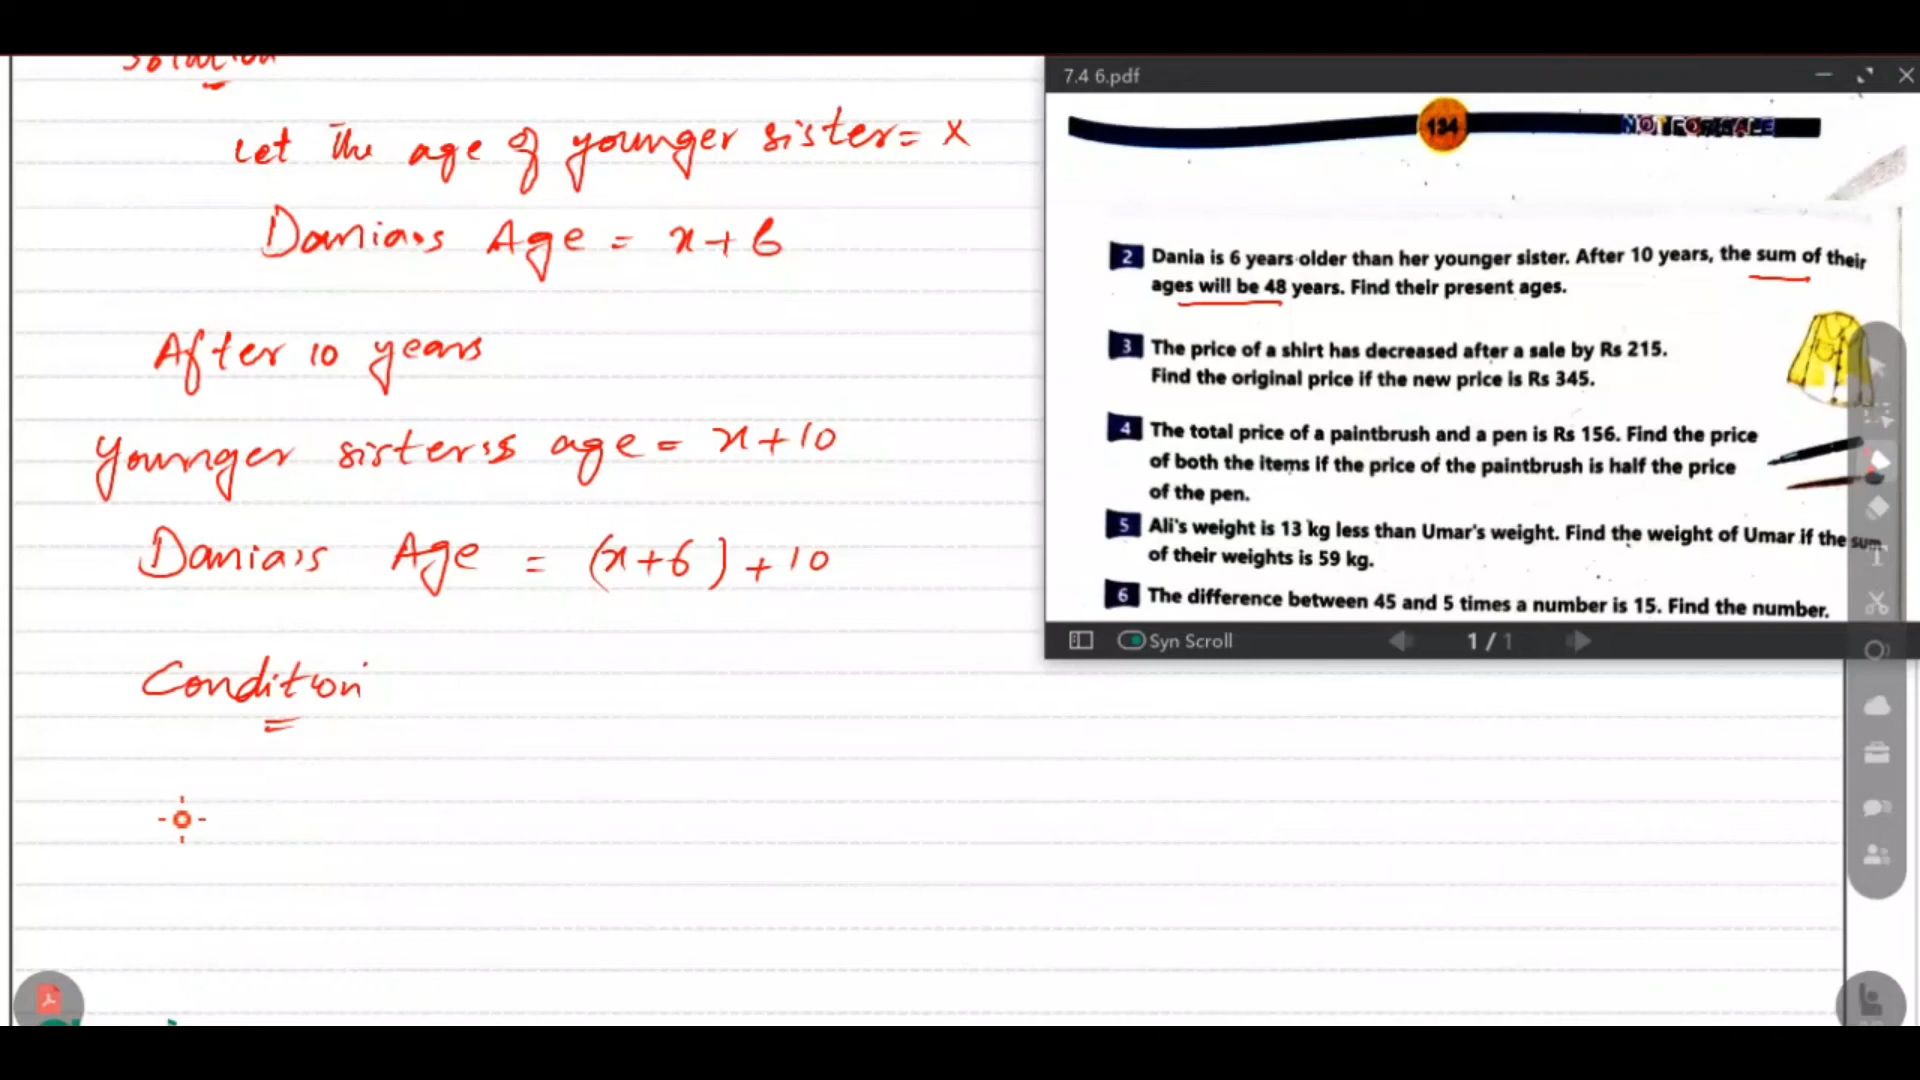 Solution
Let the age of younger sister = x
Dania's Age = x + 6
After 10 years
Younger sister's age = x + 10
Dania's Age = (x + 6) + 10
Condition
7.4 6.pdf
134
NOT FOR SALE
2 Dania is 6 years older than her younger sister. After 10 years, the sum of their
ages will be 48 years. Find their present ages.
3 The price of a shirt has decreased after a sale by Rs 215.
Find the original price if the new price is Rs 345.
4 The total price of a paintbrush and a pen is Rs 156. Find the price
of both the items if the price of the paintbrush is half the price
of the pen.
5 Ali's weight is 13 kg less than Umar's weight. Find the weight of Umar if the sum
of their weights is 59 kg.
6 The difference between 45 and 5 times a number is 15. Find the number.
Syn Scroll
1 / 1